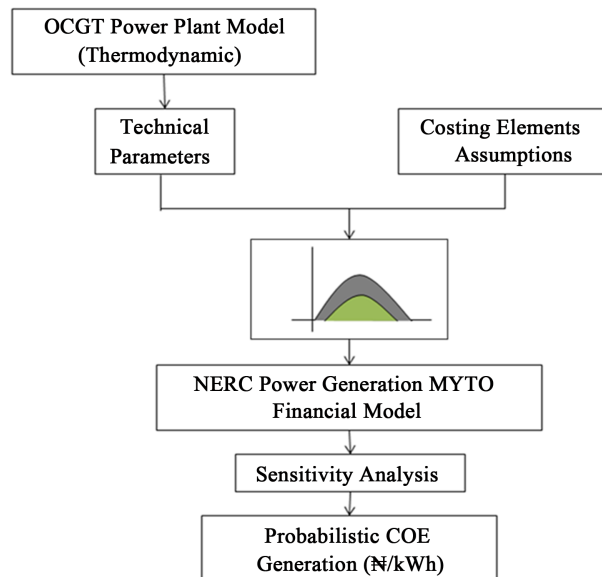 OCGT Power Plant Model
(Thermodynamic)
Technical
Parameters
Costing Elements
Assumptions
NERC Power Generation MYTO
Financial Model
Sensitivity Analysis
Probabilistic COE
Generation (₦/kWh)